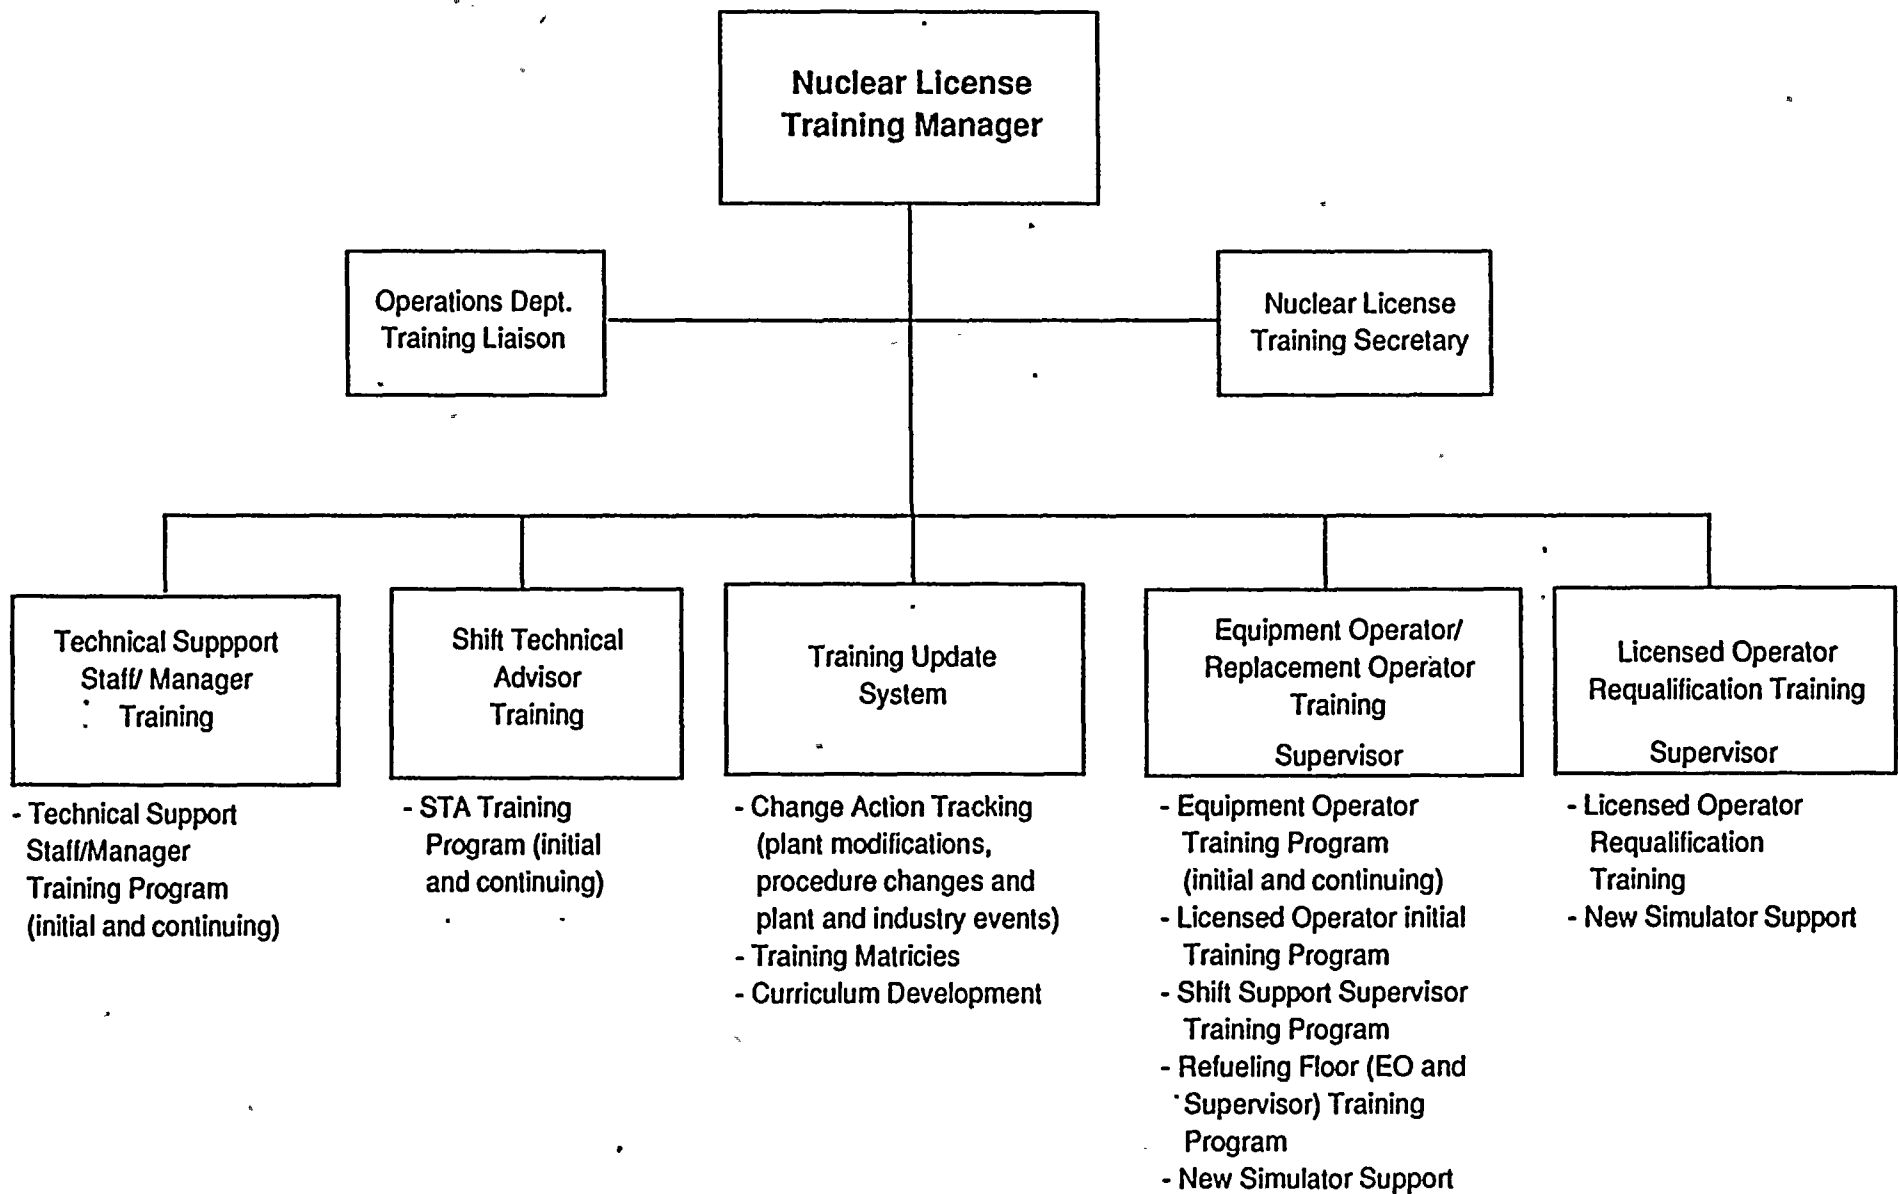 Nuclear License
Training Manager
Operations Dept.
Training Liaison
Nuclear License
Training Secretary
Technical Suppport
Staff/ Manager
Training
- Technical Support
Staff/Manager
Training Program
(initial and continuing)
Shift Technical
Advisor
Training
- STA Training
Program (initial
and continuing)
Training Update
System
- Change Action Tracking
(plant modifications,
procedure changes and
plant and industry events)
- Training Matricies
- Curriculum Development
Equipment Operator/
Replacement Operator
Training
Supervisor
- Equipment Operator
Training Program
(initial and continuing)
- Licensed Operator initial
Training Program
- Shift Support Supervisor
Training Program
- Refueling Floor (EO and
Supervisor) Training
Program
- New Simulator Support
Licensed Operator
Requalification Training
Supervisor
- Licensed Operator
Requalification
Training
- New Simulator Support